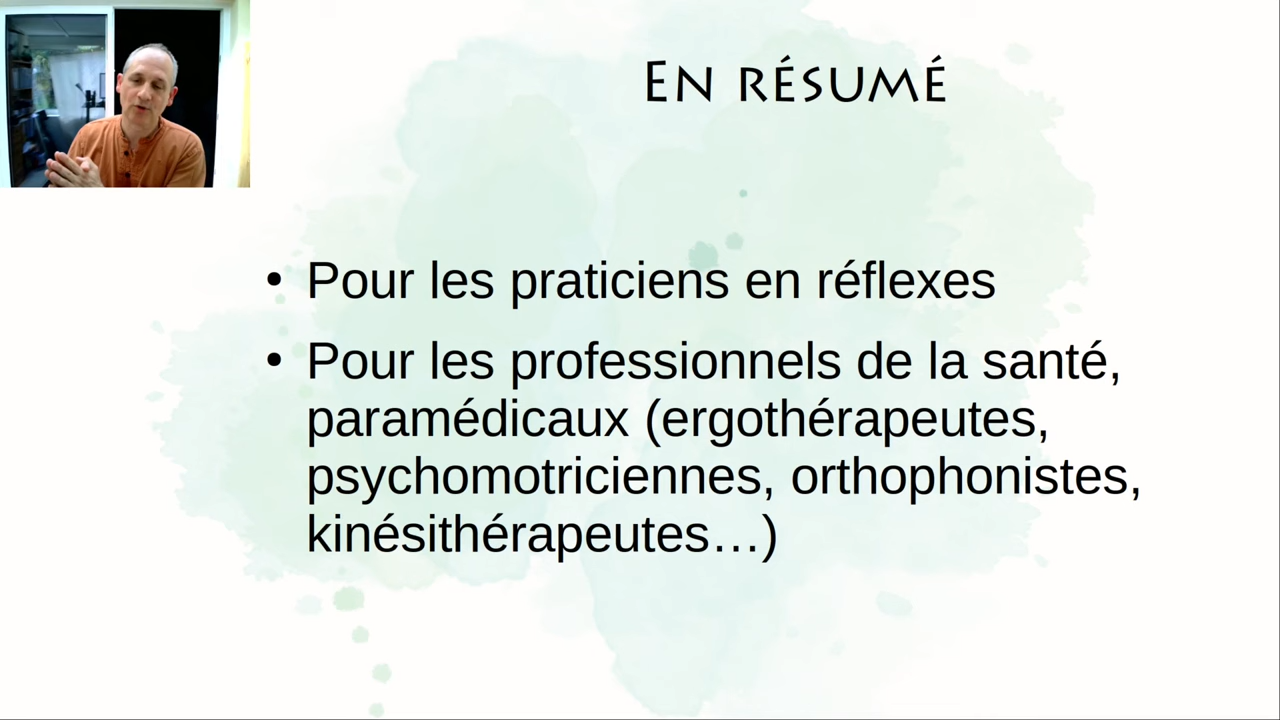 En résumé
• Pour les praticiens en réflexes
• Pour les professionnels de la santé,
paramédicaux (ergothérapeutes,
psychomotriciennes, orthophonistes,
kinésithérapeutes…)